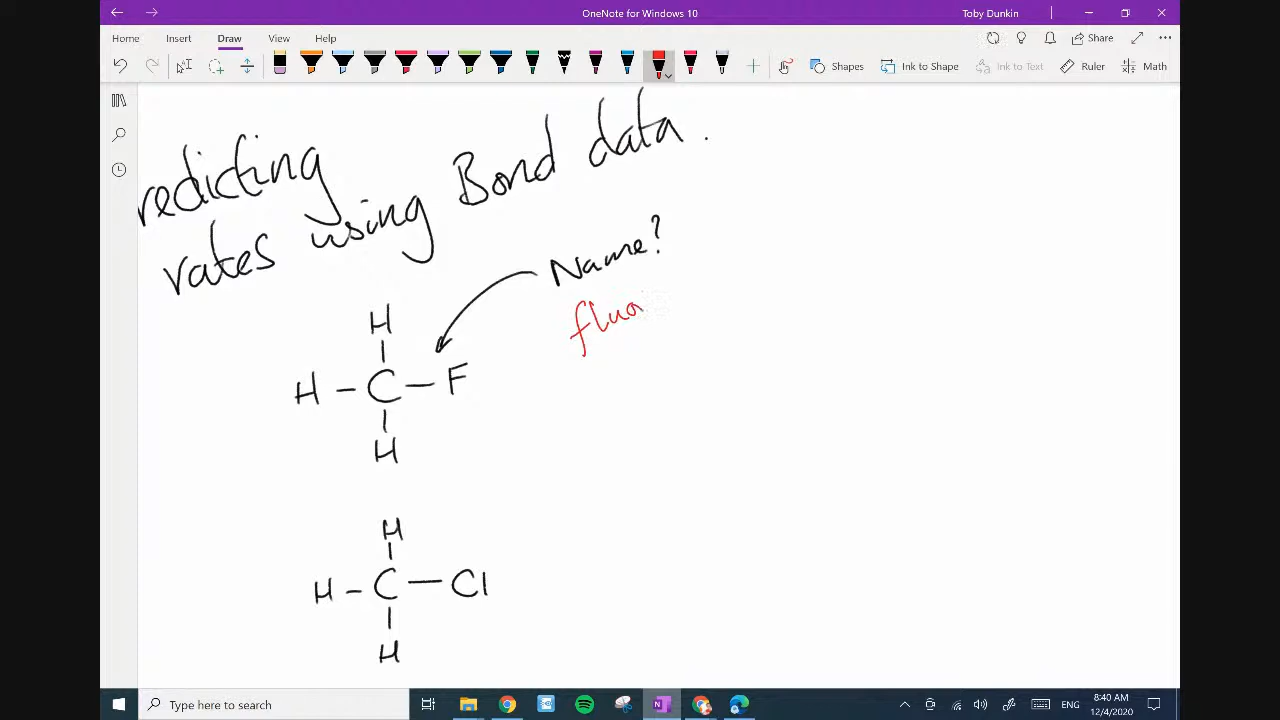 OneNote for Windows 10
Toby Dunkin
Home Insert Draw View Help
Share
Shapes Ink to Shape Ink to Text Ruler Math
redicting
rates using Bond data.
Name?
fluo
H
H - C - F
H
H
H - C - Cl
H
Type here to search
ENG
8:40 AM
12/4/2020